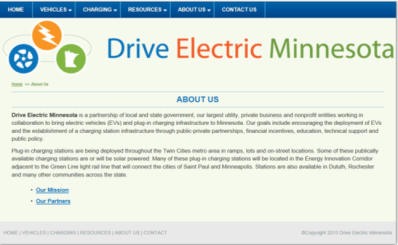 HOME VEHICLES CHARGING RESOURCES ABOUT US CONTACT US
Drive Electric Minnesota
Home >> About Us
ABOUT US
Drive Electric Minnesota is a partnership of local and state government, our largest utility, private business and nonprofit entities working in
collaboration to bring electric vehicles (EVs) and plug-in charging infrastructure to Minnesota. Our goals include encouraging the deployment of EVs
and the establishment of a charging station infrastructure through public-private partnerships, financial incentives, education, technical support and
public policy.
Plug-in charging stations are being deployed throughout the Twin Cities metro area in ramps, lots and on-street locations. Some of these publically
available charging stations are or will be solar powered. Many of these plug-in charging stations will be located in the Energy Innovation Corridor
adjacent to the Green Line light rail line that will connect the cities of Saint Paul and Minneapolis. Stations are also available in Duluth, Rochester
and many other communities across the state.
• Our Mission
• Our Partners
HOME | VEHICLES | CHARGING | RESOURCES | ABOUT US | CONTACT
©Copyright 2010 Drive Electric Minnesota